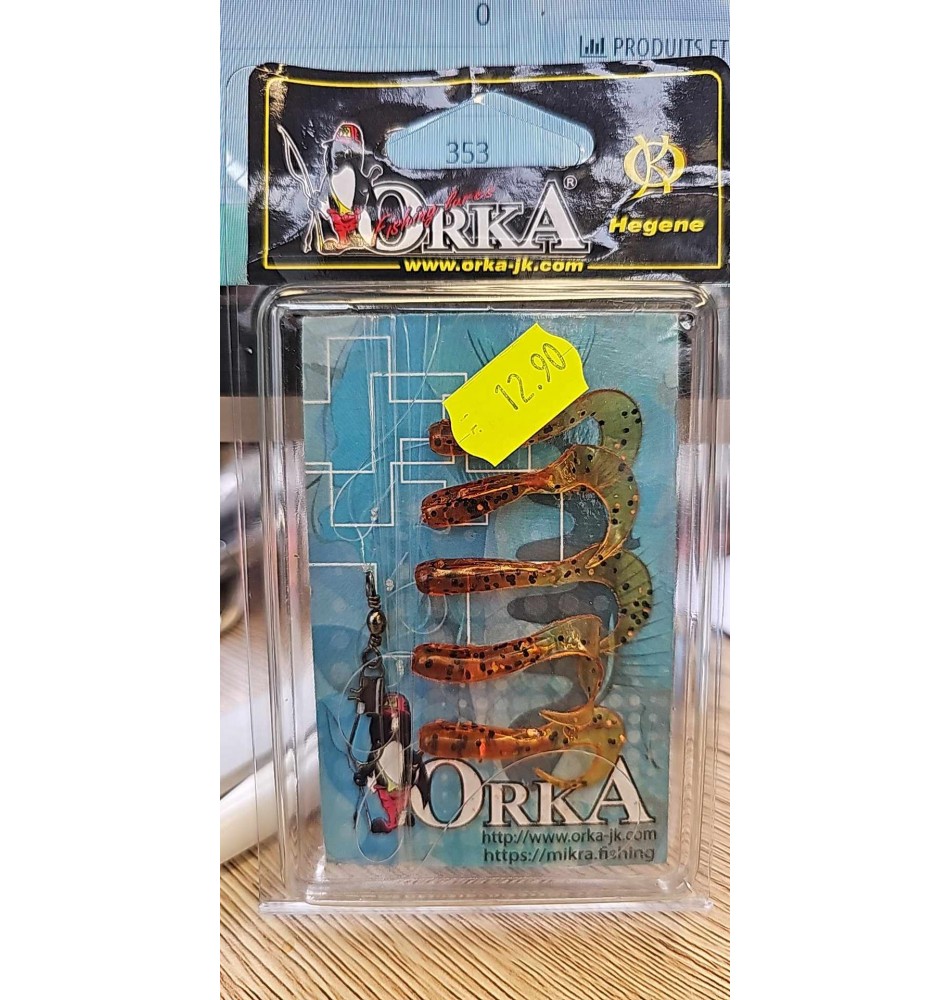 0
PRODUITS ET
353
ORKA®
Fishing lures
Hegene
www.orka-jk.com
12.90
ORKA
http://www.orka-jk.com
https://mikra.fishing